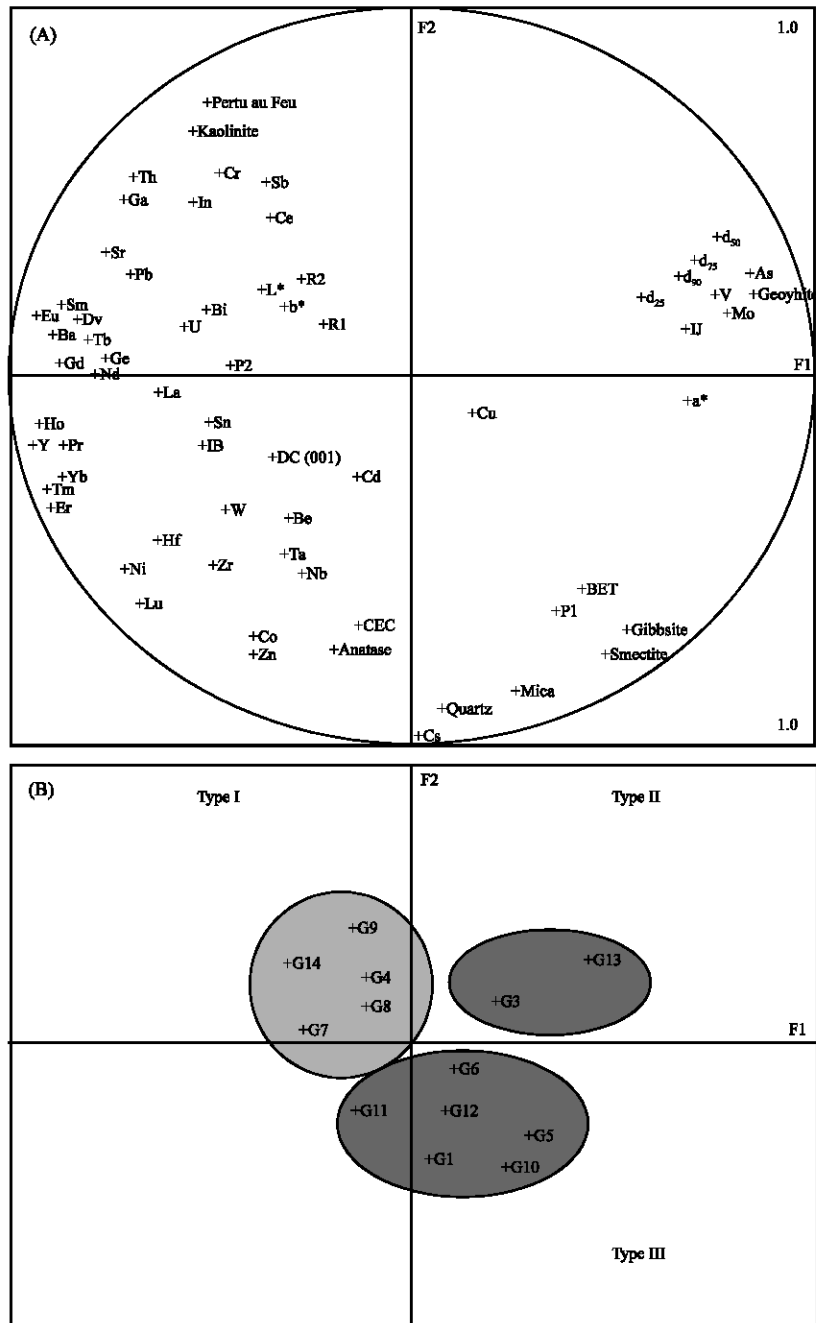 (A) F2 1.0
+Pertu au Feu
+Kaolinite
+Th +Cr +Sb
+Ga +In
+Ce
+d50
+Sr
+d75
+Pb +R2 +d90 +As
+L* +V +Geoyhite
+Sm +Bi +b* +d25
+Eu +Dv +U +R1 +Mo
+Ba +Tb +IJ
+Gd +Ge +P2 F1
+Nd
+La +a*
+Ho +Sn +Cu
+Y +Pr +IB
+DC (001)
+Yb +Cd
+Tm
+Er +W +Be
+Hf +Ta
+Ni +Zr +Nb
+BET
+Lu +P1
+CEC +Gibbsite
+Co
+Zn +Anatase +Smectite
+Mica
+Quartz 1.0
+Cs
(B) Type I F2 Type II
+G9
+G14 +G13
+G4
+G8 +G3
+G7 F1
+G6
+G11 +G12
+G5
+G1 +G10
Type III